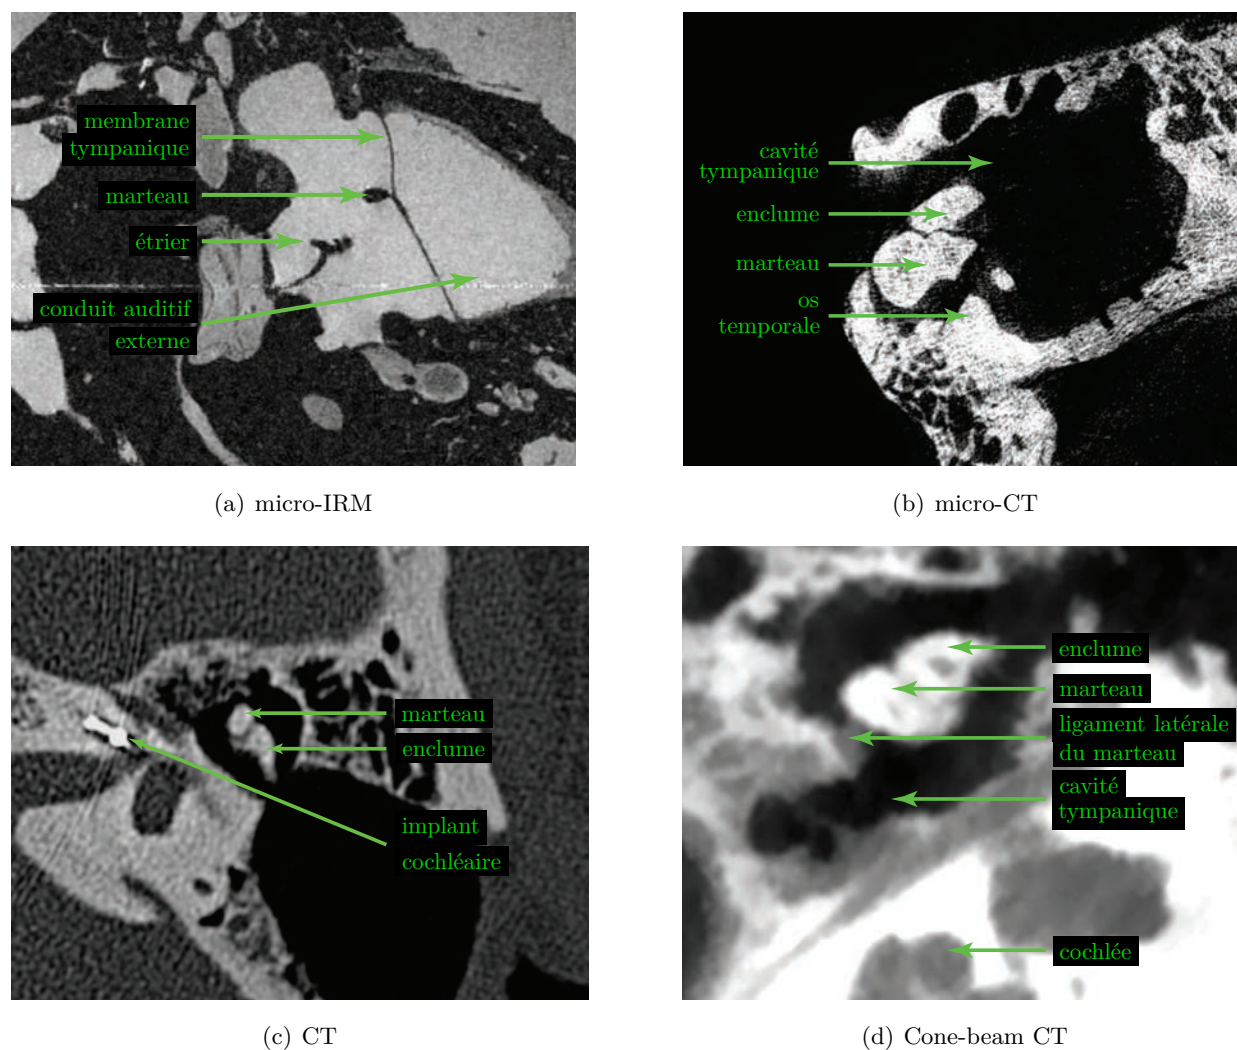 membrane
tympanique
marteau
étrier
conduit auditif
externe
(a) micro-IRM
cavité
tympanique
enclume
marteau
os
temporale
(b) micro-CT
marteau
enclume
implant
cochléaire
(c) CT
enclume
marteau
ligament latérale
du marteau
cavité
tympanique
cochlée
(d) Cone-beam CT